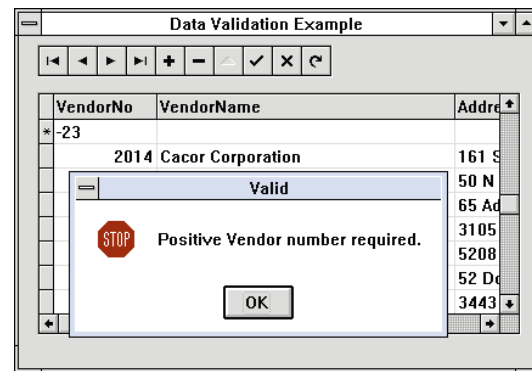 Data Validation Example
VendorNo VendorName Addre
* -23
2014 Cacor Corporation 161 S
50 N
Valid
65 Ad
STOP Positive Vendor number required.
3105
5208
52 Do
OK
3443